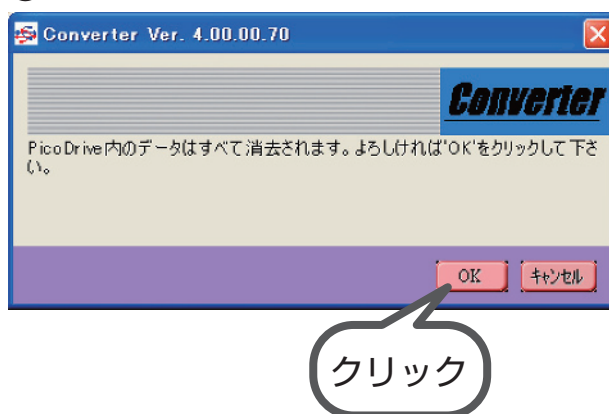 Converter Ver. 4.00.00.70
Converter
PicoDrive内のデータはすべて消去されます。よろしければ'OK'をクリックして下さ
い。
OK キャンセル
クリック